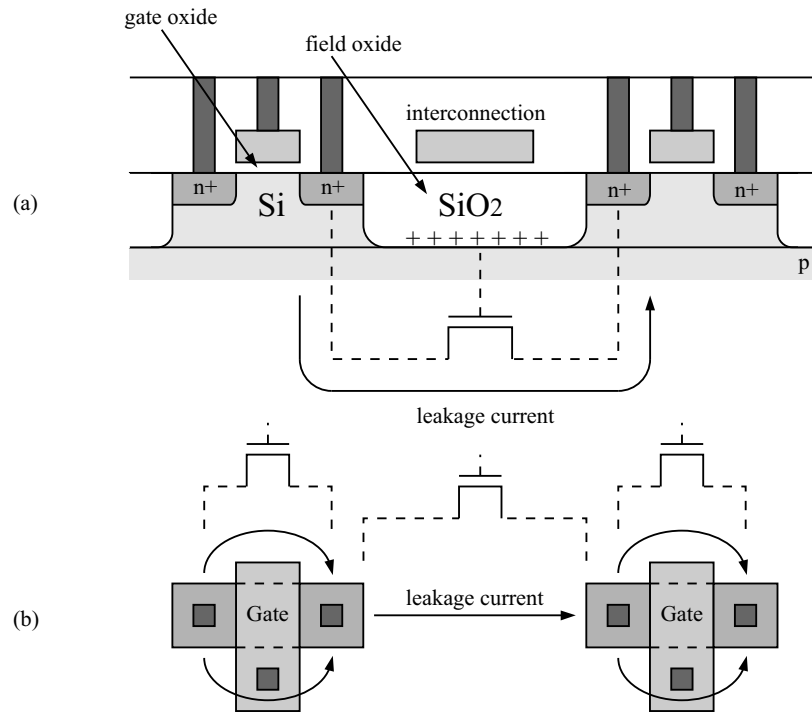 gate oxide
field oxide
interconnection
n+ Si n+ SiO2 n+ n+
(a)
+ + + + + + +
p
leakage current
(b)
Gate leakage current Gate